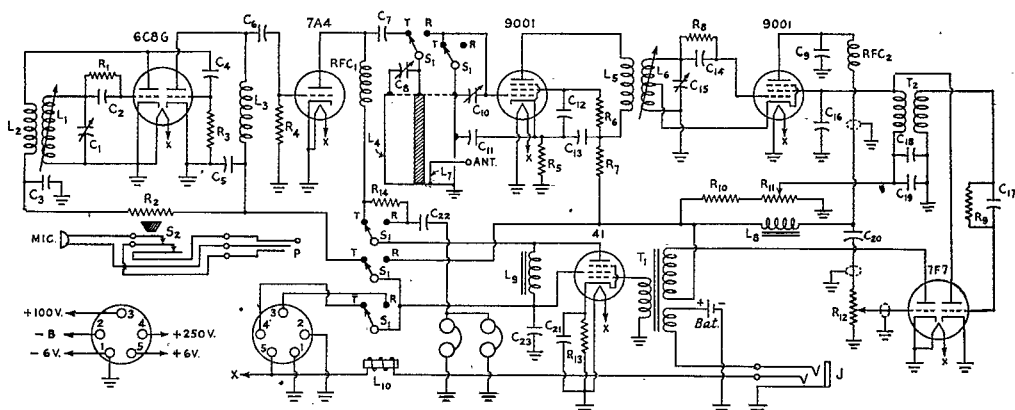 6C8G
C6
7A4
C7
T R
R
9001
R8
9001
C9
RFC2
T2
R1
C4
RFC1
S1
S1
C8
C14
L5
L6
C2
L2
L1
L3
C10
C12
C15
R6
C1
R3
R4
X
X
C16
C18
C5
L4
C11
C13
R5
X
R7
X
C3
ANT.
L7
C19
C17
R9
R2
R14
C22
R10
R11
MIC.
S2
P
T R
S1
41
L8
C20
T R
S1
L9
T1
7F7
+100V.
3
T R
S1
+ -
Bat.
R12
-B
2
4
+250V.
3
4
2
X
C21
C23
R13
X
-6V.
1
5
+6V.
5
1
X
L10
J